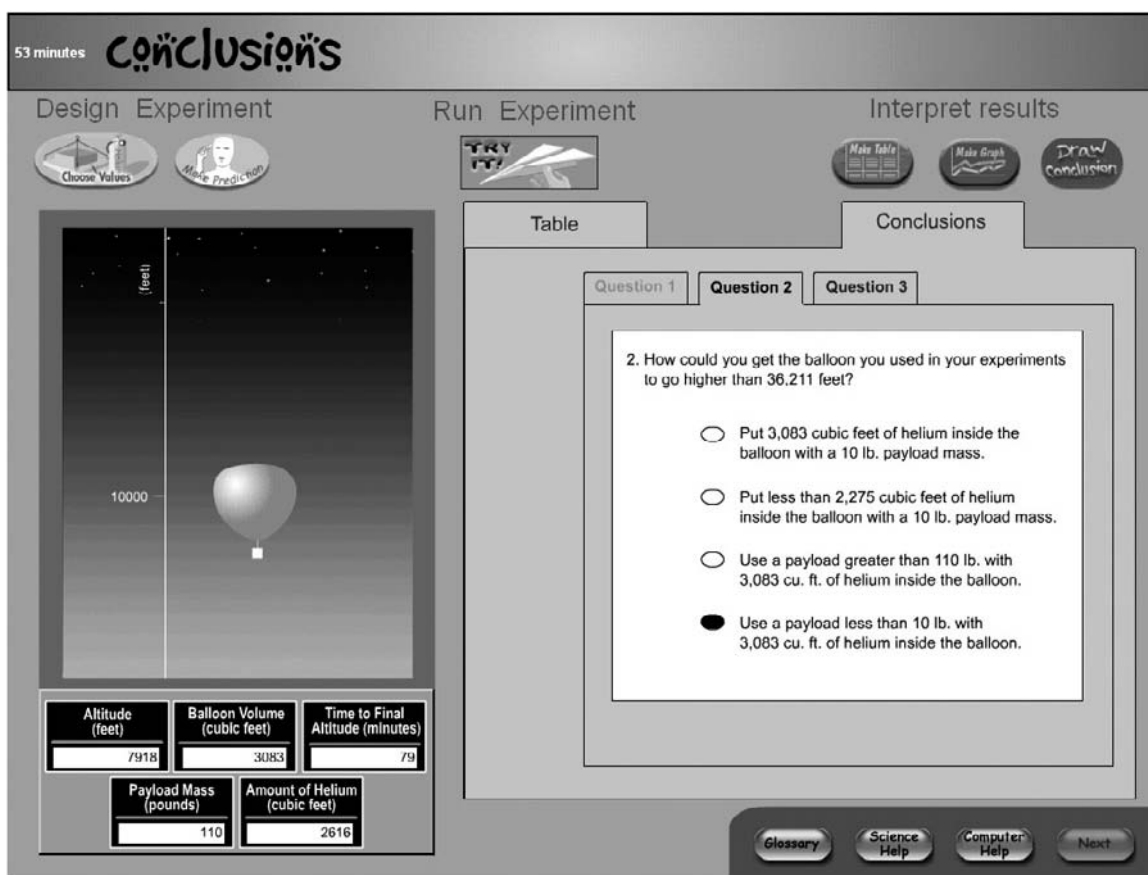 53 minutes
Conclusions
Design Experiment
Run Experiment
Interpret results
Choose Values
Make Prediction
TRY
IT!
Make Table
Make Graph
Draw
Conclusion
(feet)
10000
Table
Conclusions
Question 1
Question 2
Question 3
2. How could you get the balloon you used in your experiments
to go higher than 36,211 feet?
Put 3,083 cubic feet of helium inside the
balloon with a 10 lb. payload mass.
Put less than 2,275 cubic feet of helium
inside the balloon with a 10 lb. payload mass.
Use a payload greater than 110 lb. with
3,083 cu. ft. of helium inside the balloon.
Use a payload less than 10 lb. with
3,083 cu. ft. of helium inside the balloon.
Altitude
(feet)
7918
Balloon Volume
(cubic feet)
3083
Time to Final
Altitude (minutes)
79
Payload Mass
(pounds)
110
Amount of Helium
(cubic feet)
2616
Glossary
Science
Help
Computer
Help
Next